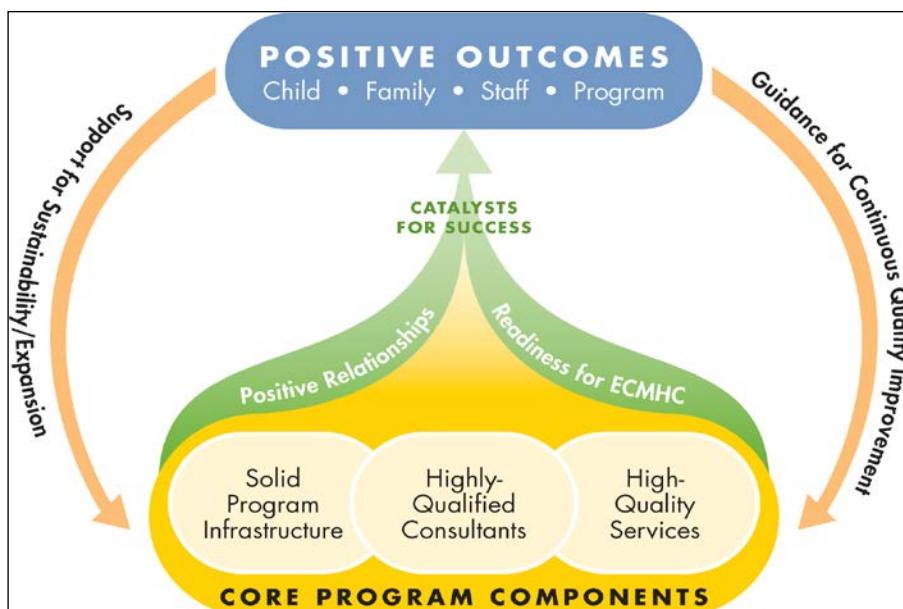 POSITIVE OUTCOMES
Child • Family • Staff • Program
Support for Sustainability/Expansion
Guidance for Continuous Quality Improvement
CATALYSTS
FOR SUCCESS
Positive Relationships
Readiness for ECMHC
Solid
Program
Infrastructure
Highly-
Qualified
Consultants
High-
Quality
Services
CORE PROGRAM COMPONENTS